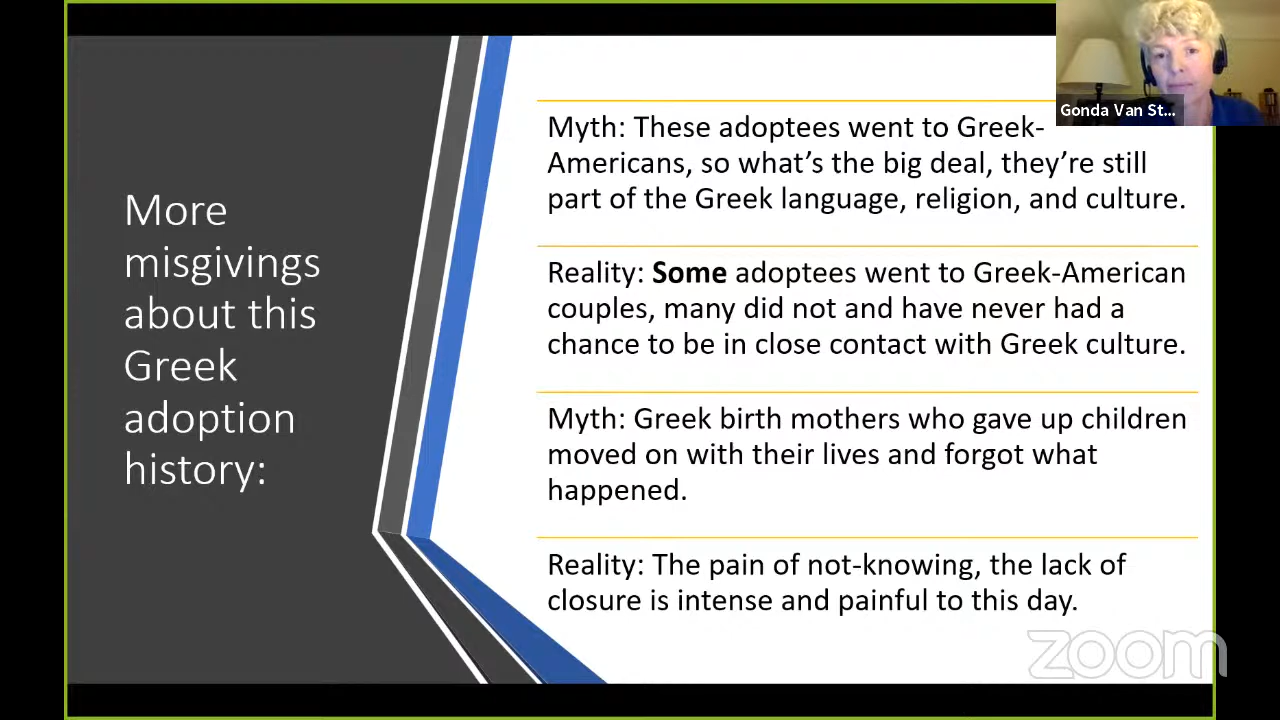 Gonda Van St...
More
misgivings
about this
Greek
adoption
history:
Myth: These adoptees went to Greek-
Americans, so what’s the big deal, they’re still
part of the Greek language, religion, and culture.
Reality: Some adoptees went to Greek-American
couples, many did not and have never had a
chance to be in close contact with Greek culture.
Myth: Greek birth mothers who gave up children
moved on with their lives and forgot what
happened.
Reality: The pain of not-knowing, the lack of
closure is intense and painful to this day.
zoom